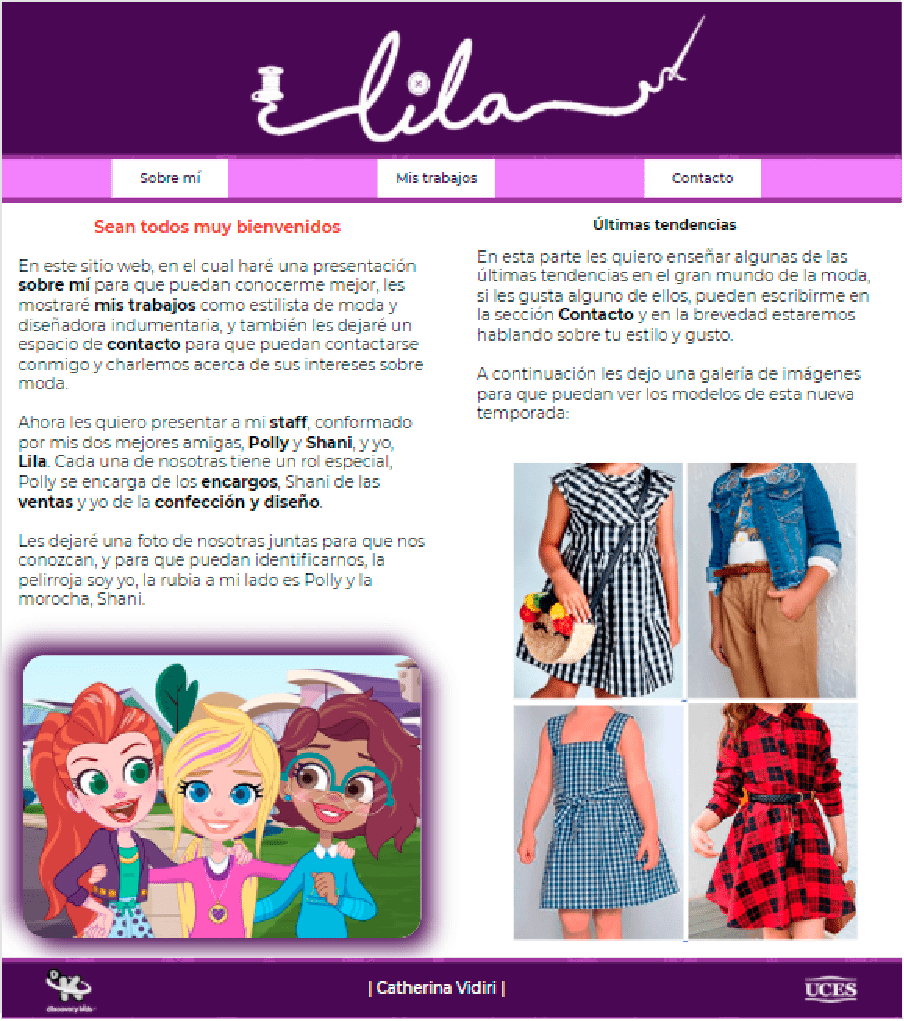 lila
Sobre mí
Mis trabajos
Contacto
Sean todos muy bienvenidos
En este sitio web, en el cual haré una presentación
sobre mí para que puedan conocerme mejor, les
mostraré mis trabajos como estilista de moda y
diseñadora indumentaria, y también les dejaré un
espacio de contacto para que puedan contactarse
conmigo y charlemos acerca de sus intereses sobre
moda.
Ahora les quiero presentar a mi staff, conformado
por mis dos mejores amigas, Polly y Shani, y yo,
Lila. Cada una de nosotras tiene un rol especial,
Polly se encarga de los encargos, Shani de las
ventas y yo de la confección y diseño.
Les dejaré una foto de nosotras juntas para que nos
conozcan, y para que puedan identificarnos, la
pelirroja soy yo, la rubia a mi lado es Polly y la
morocha, Shani.
Últimas tendencias
En esta parte les quiero enseñar algunas de las
últimas tendencias en el gran mundo de la moda,
si les gusta alguno de ellos, pueden escribirme en
la sección Contacto y en la brevedad estaremos
hablando sobre tu estilo y gusto.
A continuación les dejo una galería de imágenes
para que puedan ver los modelos de esta nueva
temporada:
DK
discovery kids
| Catherina Vidiri |
UCES